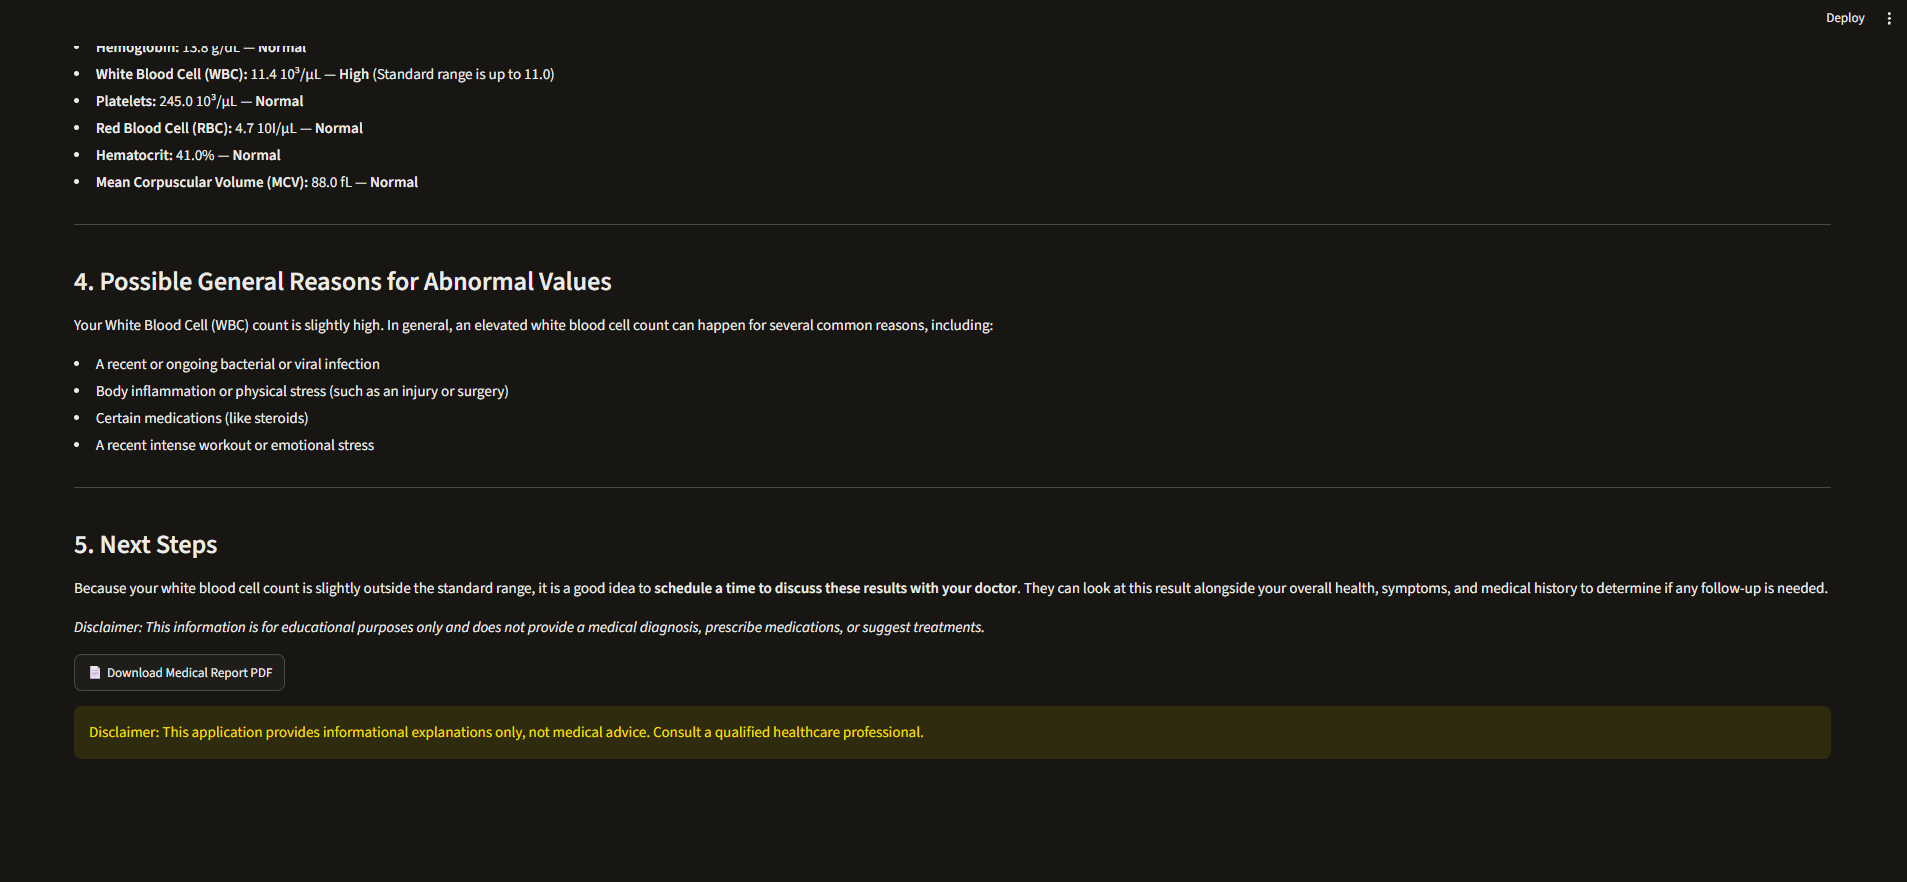 Deploy
• Hemoglobin: 13.8 g/dL — Normal
• White Blood Cell (WBC): 11.4 10³/µL — High (Standard range is up to 11.0)
• Platelets: 245.0 10³/µL — Normal
• Red Blood Cell (RBC): 4.7 10I/µL — Normal
• Hematocrit: 41.0% — Normal
• Mean Corpuscular Volume (MCV): 88.0 fL — Normal
4. Possible General Reasons for Abnormal Values
Your White Blood Cell (WBC) count is slightly high. In general, an elevated white blood cell count can happen for several common reasons, including:
• A recent or ongoing bacterial or viral infection
• Body inflammation or physical stress (such as an injury or surgery)
• Certain medications (like steroids)
• A recent intense workout or emotional stress
5. Next Steps
Because your white blood cell count is slightly outside the standard range, it is a good idea to schedule a time to discuss these results with your doctor. They can look at this result alongside your overall health, symptoms, and medical history to determine if any follow-up is needed.
Disclaimer: This information is for educational purposes only and does not provide a medical diagnosis, prescribe medications, or suggest treatments.
Download Medical Report PDF
Disclaimer: This application provides informational explanations only, not medical advice. Consult a qualified healthcare professional.